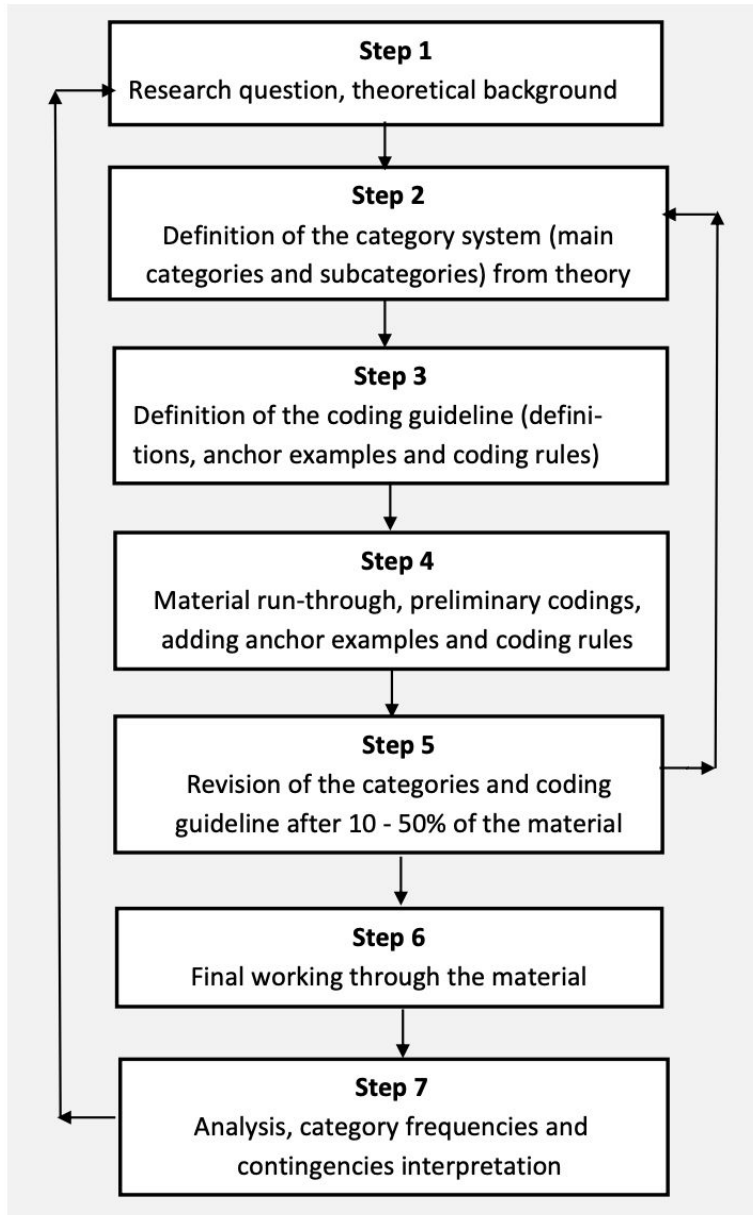 Step 1
Research question, theoretical background
Step 2
Definition of the category system (main
categories and subcategories) from theory
Step 3
Definition of the coding guideline (defini-
tions, anchor examples and coding rules)
Step 4
Material run-through, preliminary codings,
adding anchor examples and coding rules
Step 5
Revision of the categories and coding
guideline after 10 - 50% of the material
Step 6
Final working through the material
Step 7
Analysis, category frequencies and
contingencies interpretation